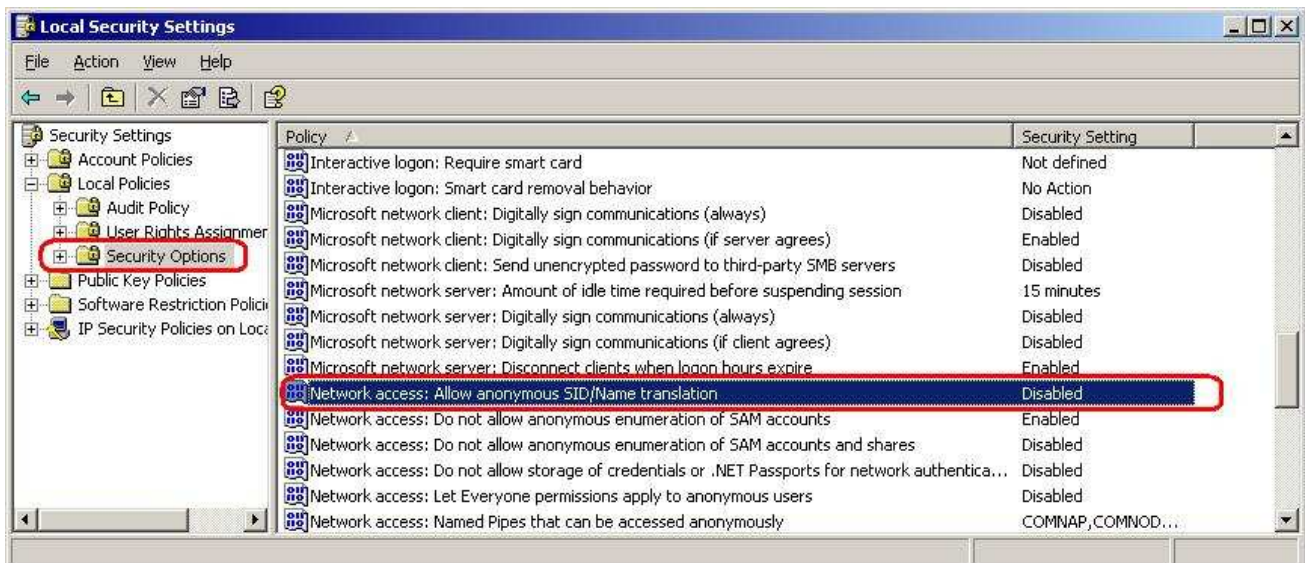 Local Security Settings
File Action View Help
Security Settings
Account Policies
Local Policies
Audit Policy
User Rights Assignmer
Security Options
Public Key Policies
Software Restriction Polici
IP Security Policies on Loca
Policy Security Setting
Interactive logon: Require smart card Not defined
Interactive logon: Smart card removal behavior No Action
Microsoft network client: Digitally sign communications (always) Disabled
Microsoft network client: Digitally sign communications (if server agrees) Enabled
Microsoft network client: Send unencrypted password to third-party SMB servers Disabled
Microsoft network server: Amount of idle time required before suspending session 15 minutes
Microsoft network server: Digitally sign communications (always) Disabled
Microsoft network server: Digitally sign communications (if client agrees) Disabled
Microsoft network server: Disconnect clients when logon hours expire Enabled
Network access: Allow anonymous SID/Name translation Disabled
Network access: Do not allow anonymous enumeration of SAM accounts Enabled
Network access: Do not allow anonymous enumeration of SAM accounts and shares Disabled
Network access: Do not allow storage of credentials or .NET Passports for network authentica... Disabled
Network access: Let Everyone permissions apply to anonymous users Disabled
Network access: Named Pipes that can be accessed anonymously COMNAP,COMNOD...